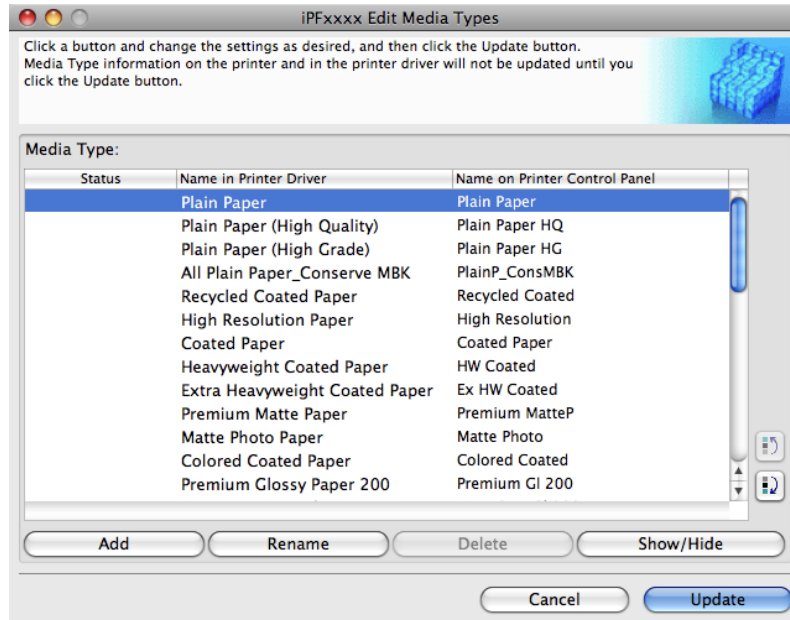 iPFxxxx Edit Media Types
Click a button and change the settings as desired, and then click the Update button.
Media Type information on the printer and in the printer driver will not be updated until you
click the Update button.
Media Type:
Status Name in Printer Driver Name on Printer Control Panel
Plain Paper Plain Paper
Plain Paper (High Quality) Plain Paper HQ
Plain Paper (High Grade) Plain Paper HG
All Plain Paper_Conserve MBK PlainP_ConsMBK
Recycled Coated Paper Recycled Coated
High Resolution Paper High Resolution
Coated Paper Coated Paper
Heavyweight Coated Paper HW Coated
Extra Heavyweight Coated Paper Ex HW Coated
Premium Matte Paper Premium MatteP
Matte Photo Paper Matte Photo
Colored Coated Paper Colored Coated
Premium Glossy Paper 200 Premium Gl 200
Add Rename Delete Show/Hide
Cancel Update